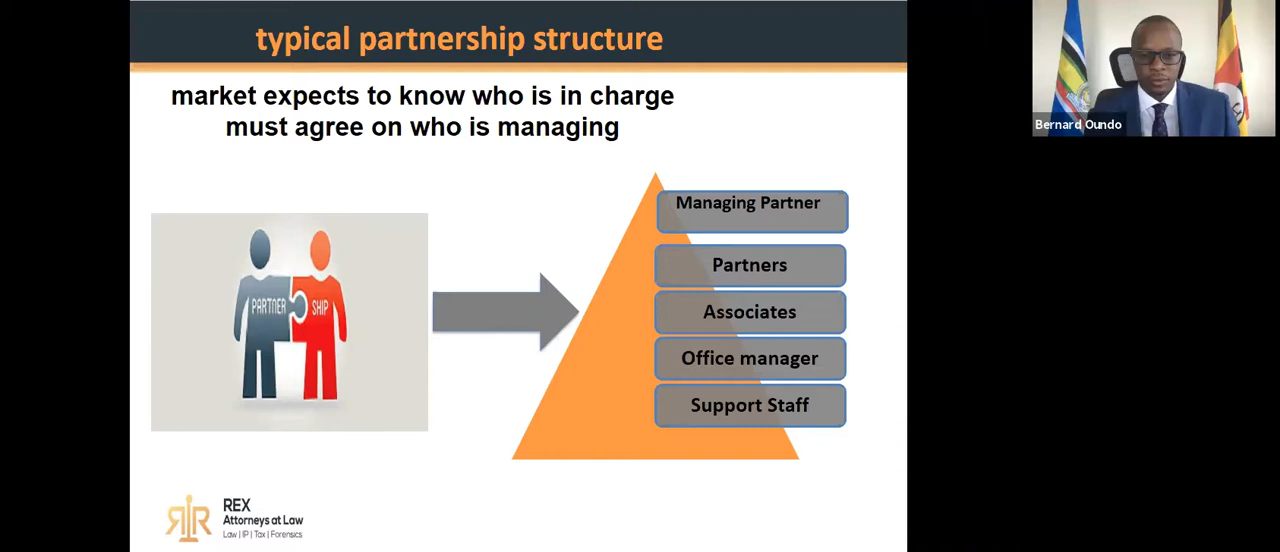 typical partnership structure
market expects to know who is in charge
must agree on who is managing
PARTNER SHIP
Managing Partner
Partners
Associates
Office manager
Support Staff
REX
Attorneys at Law
Law | IP | Tax | Forensics
Bernard Oundo